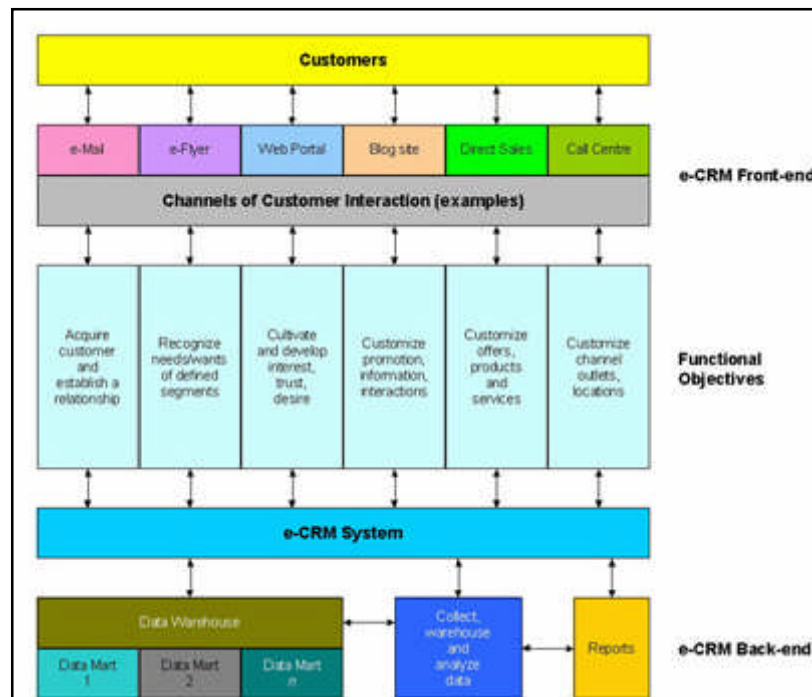 Customers
e-Mail
e-Flyer
Web Portal
Blog site
Direct Sales
Call Centre
e-CRM Front-end
Channels of Customer Interaction (examples)
Acquire
customer
and
establish a
relationship
Recognize
needs/wants
of defined
segments
Cultivate
and develop
interest,
trust,
desire
Customize
promotion,
information,
interactions
Customize
offers,
products
and
services
Customize
channel
outlets,
locations
Functional
Objectives
e-CRM System
Data Warehouse
Data Mart
1
Data Mart
2
Data Mart
n
Collect,
warehouse
and
analyze
data
Reports
e-CRM Back-end